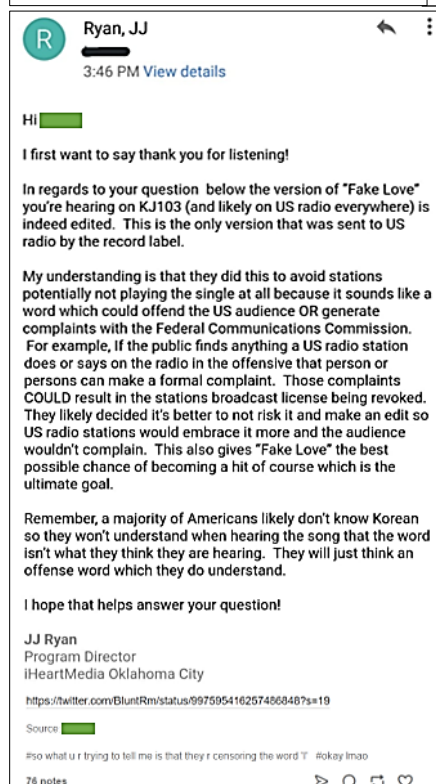 R
Ryan, JJ
3:46 PM View details
Hi
I first want to say thank you for listening!
In regards to your question below the version of "Fake Love"
you're hearing on KJ103 (and likely on US radio everywhere) is
indeed edited. This is the only version that was sent to US
radio by the record label.
My understanding is that they did this to avoid stations
potentially not playing the single at all because it sounds like a
word which could offend the US audience OR generate
complaints with the Federal Communications Commission.
For example, If the public finds anything a US radio station
does or says on the radio in the offensive that person or
persons can make a formal complaint. Those complaints
COULD result in the stations broadcast license being revoked.
They likely decided it's better to not risk it and make an edit so
US radio stations would embrace it more and the audience
wouldn't complain. This also gives "Fake Love" the best
possible chance of becoming a hit of course which is the
ultimate goal.
Remember, a majority of Americans likely don't know Korean
so they won't understand when hearing the song that the word
isn't what they think they are hearing. They will just think an
offense word which they do understand.
I hope that helps answer your question!
JJ Ryan
Program Director
iHeartMedia Oklahoma City
https://twitter.com/BluntRm/status/997595416257486848?s=19
Source
#so what u r trying to tell me is that they r censoring the word 'I' #okay lmao
76 notes